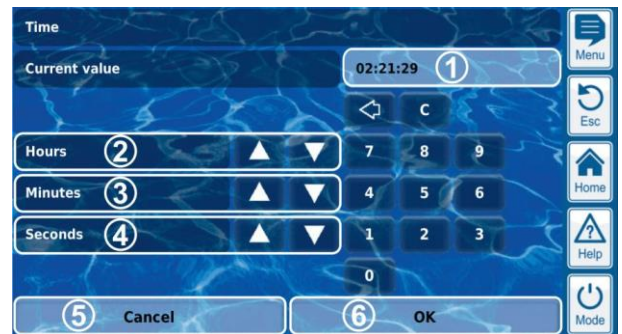 Time
Menu
Current value 02:21:29 1
C
Esc
Hours 2 7 8 9
Home
Minutes 3 4 5 6
Seconds 4 1 2 3
Help
0
5 Cancel 6 OK
Mode